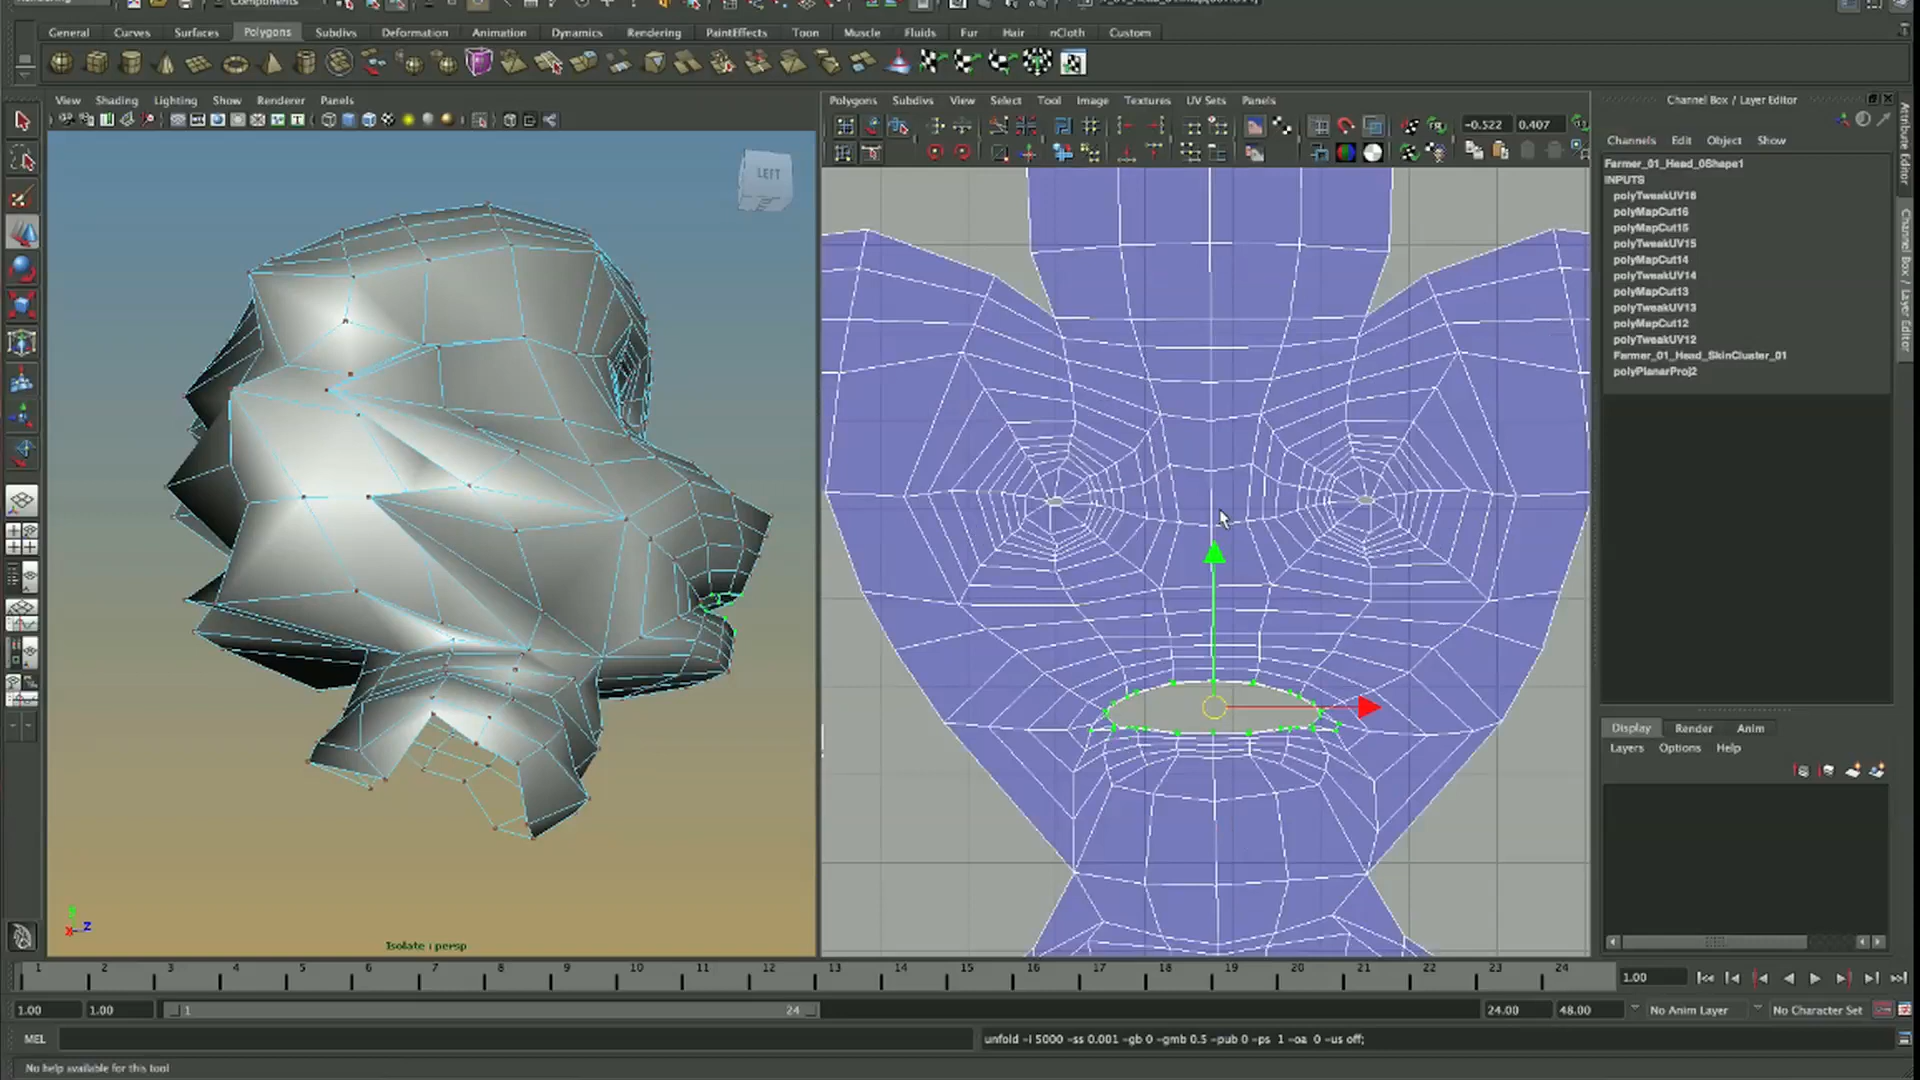 Components
General Curves Surfaces Polygons Subdivs Deformation Animation Dynamics Rendering PaintEffects Toon Muscle Fluids Fur Hair nCloth Custom
View Shading Lighting Show Renderer Panels
Polygons Subdivs View Select Tool Image Textures UV Sets Panels
Channel Box / Layer Editor
-0.522 0.407
Channels Edit Object Show
Farmer_01_Head_0Shape1
INPUTS
polyTweakUV16
polyMapCut16
polyMapCut15
polyTweakUV15
polyMapCut14
polyTweakUV14
polyMapCut13
polyTweakUV13
polyMapCut12
polyTweakUV12
Farmer_01_Head_SkinCluster_01
polyPlanarProj2
Attribute Editor
Channel Box / Layer Editor
LEFT
Display Render Anim
Layers Options Help
x z
Isolate : persp
1 2 3 4 5 6 7 8 9 10 11 12 13 14 15 16 17 18 19 20 21 22 23 24 1.00
1.00 1.00 1 24 24.00 48.00 No Anim Layer No Character Set
MEL unfold -i 5000 -ss 0.001 -gb 0 -gmb 0.5 -pub 0 -ps 1 -oa 0 -us off;
No help available for this tool